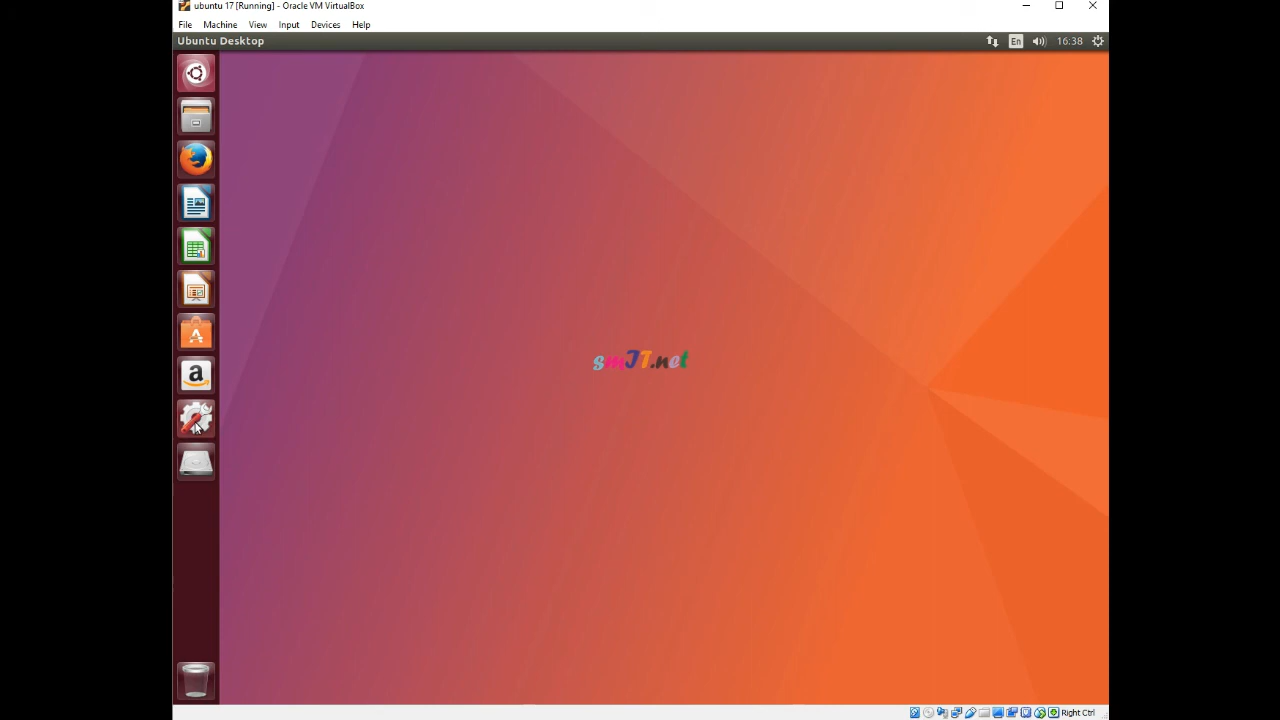 ubuntu 17 [Running] - Oracle VM VirtualBox
File Machine View Input Devices Help
Ubuntu Desktop En 16:38
A
a
smIT.net
Right Ctrl